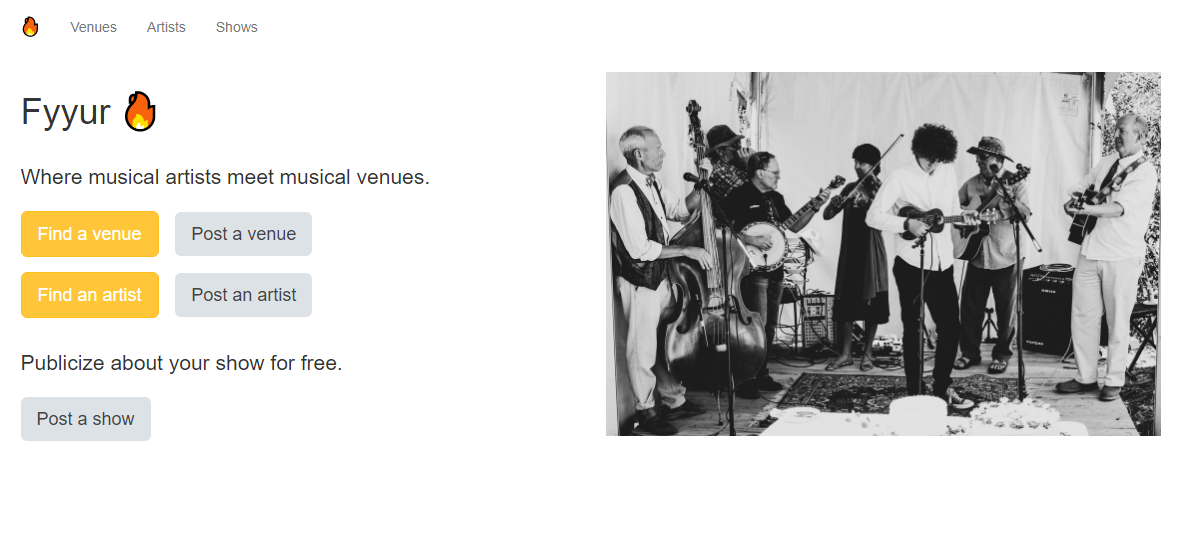 Venues Artists Shows
Fyyur
Where musical artists meet musical venues.
Find a venue Post a venue
Find an artist Post an artist
Publicize about your show for free.
Post a show